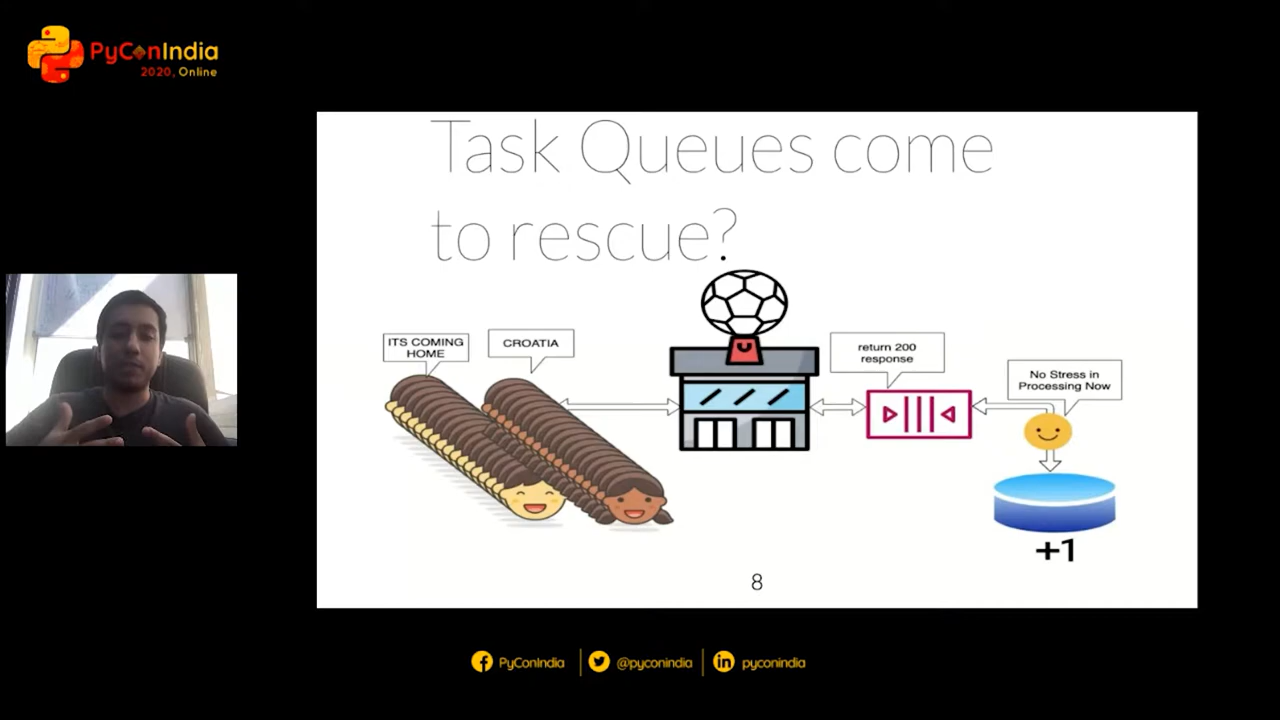 PyConIndia
2020, Online
Task Queues come
to rescue?
ITS COMING
HOME
CROATIA
return 200
response
No Stress in
Processing Now
+1
8
PyConIndia
@pyconindia
pyconindia